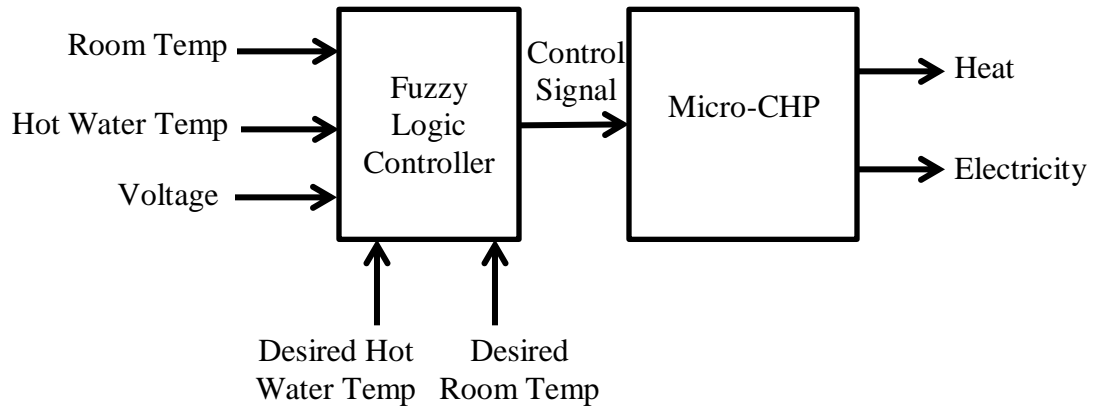 Room Temp
Hot Water Temp
Voltage
Fuzzy
Logic
Controller
Control
Signal
Micro-CHP
Heat
Electricity
Desired Hot
Water Temp
Desired
Room Temp